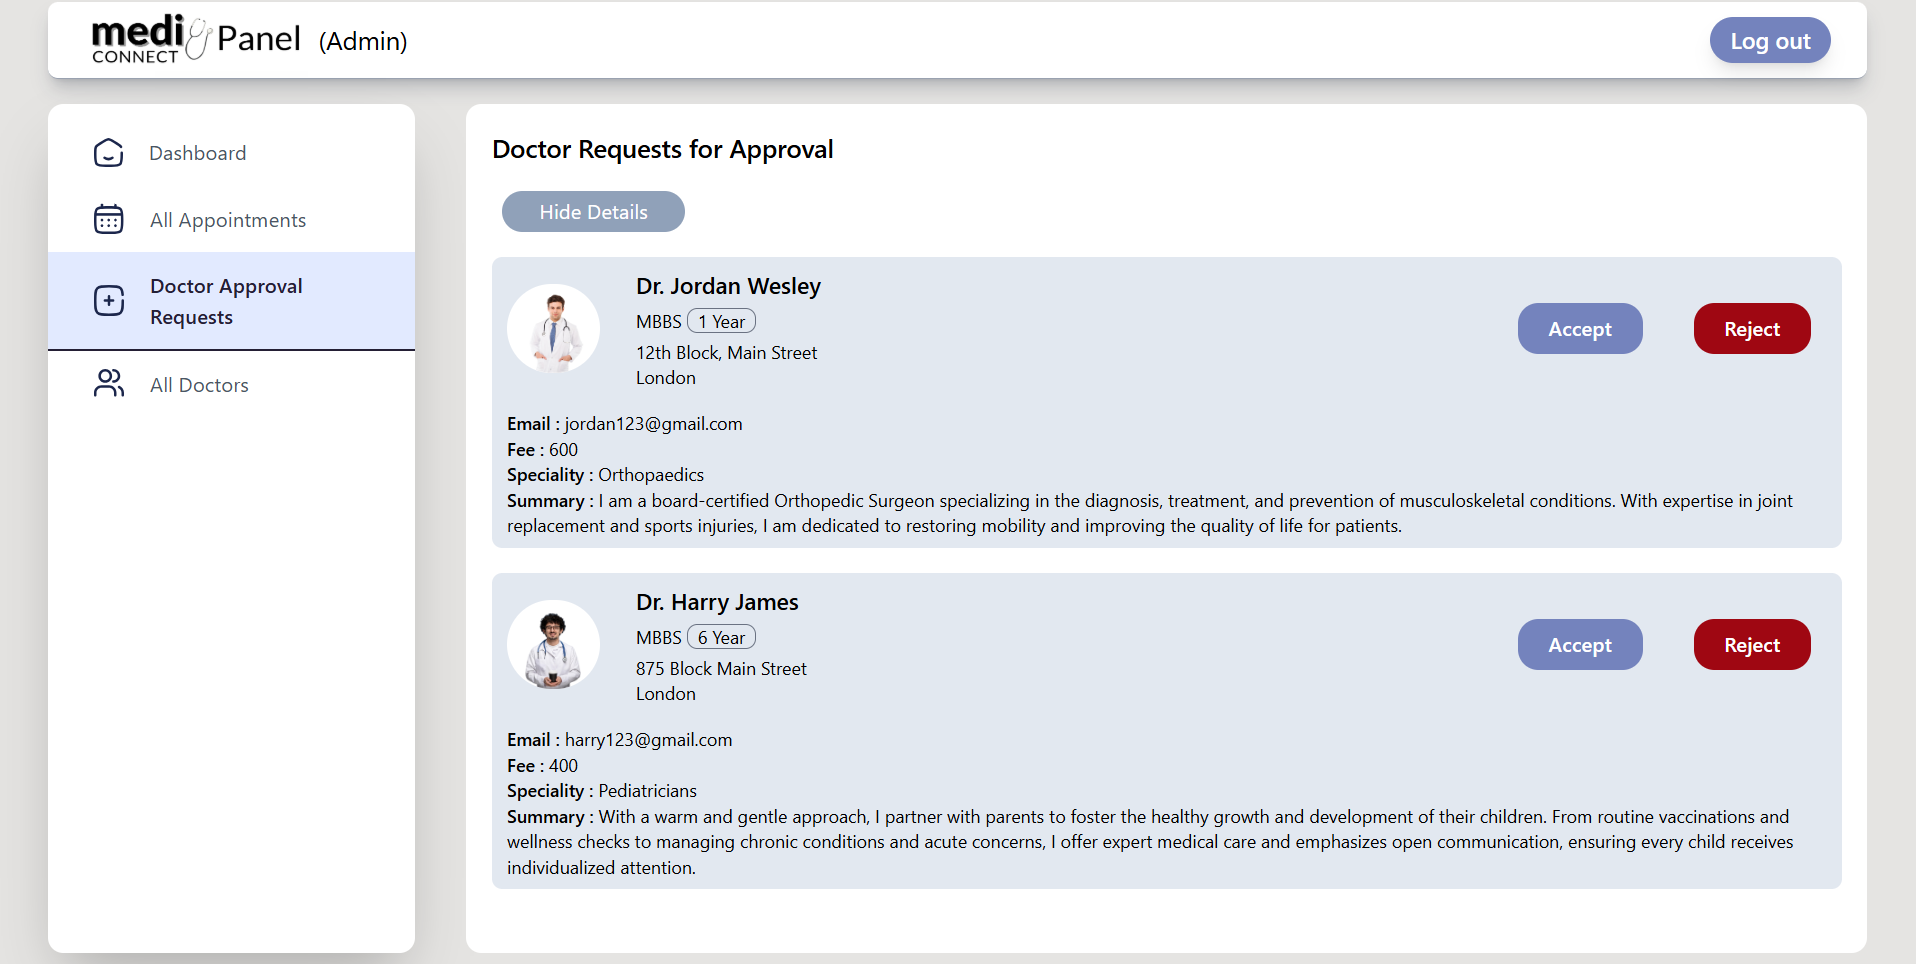 medi
CONNECT
Panel (Admin)
Log out
Dashboard
All Appointments
Doctor Approval
Requests
All Doctors
Doctor Requests for Approval
Hide Details
Dr. Jordan Wesley
MBBS 1 Year
12th Block, Main Street
London
Accept
Reject
Email : jordan123@gmail.com
Fee : 600
Speciality : Orthopaedics
Summary : I am a board-certified Orthopedic Surgeon specializing in the diagnosis, treatment, and prevention of musculoskeletal conditions. With expertise in joint
replacement and sports injuries, I am dedicated to restoring mobility and improving the quality of life for patients.
Dr. Harry James
MBBS 6 Year
875 Block Main Street
London
Accept
Reject
Email : harry123@gmail.com
Fee : 400
Speciality : Pediatricians
Summary : With a warm and gentle approach, I partner with parents to foster the healthy growth and development of their children. From routine vaccinations and
wellness checks to managing chronic conditions and acute concerns, I offer expert medical care and emphasizes open communication, ensuring every child receives
individualized attention.